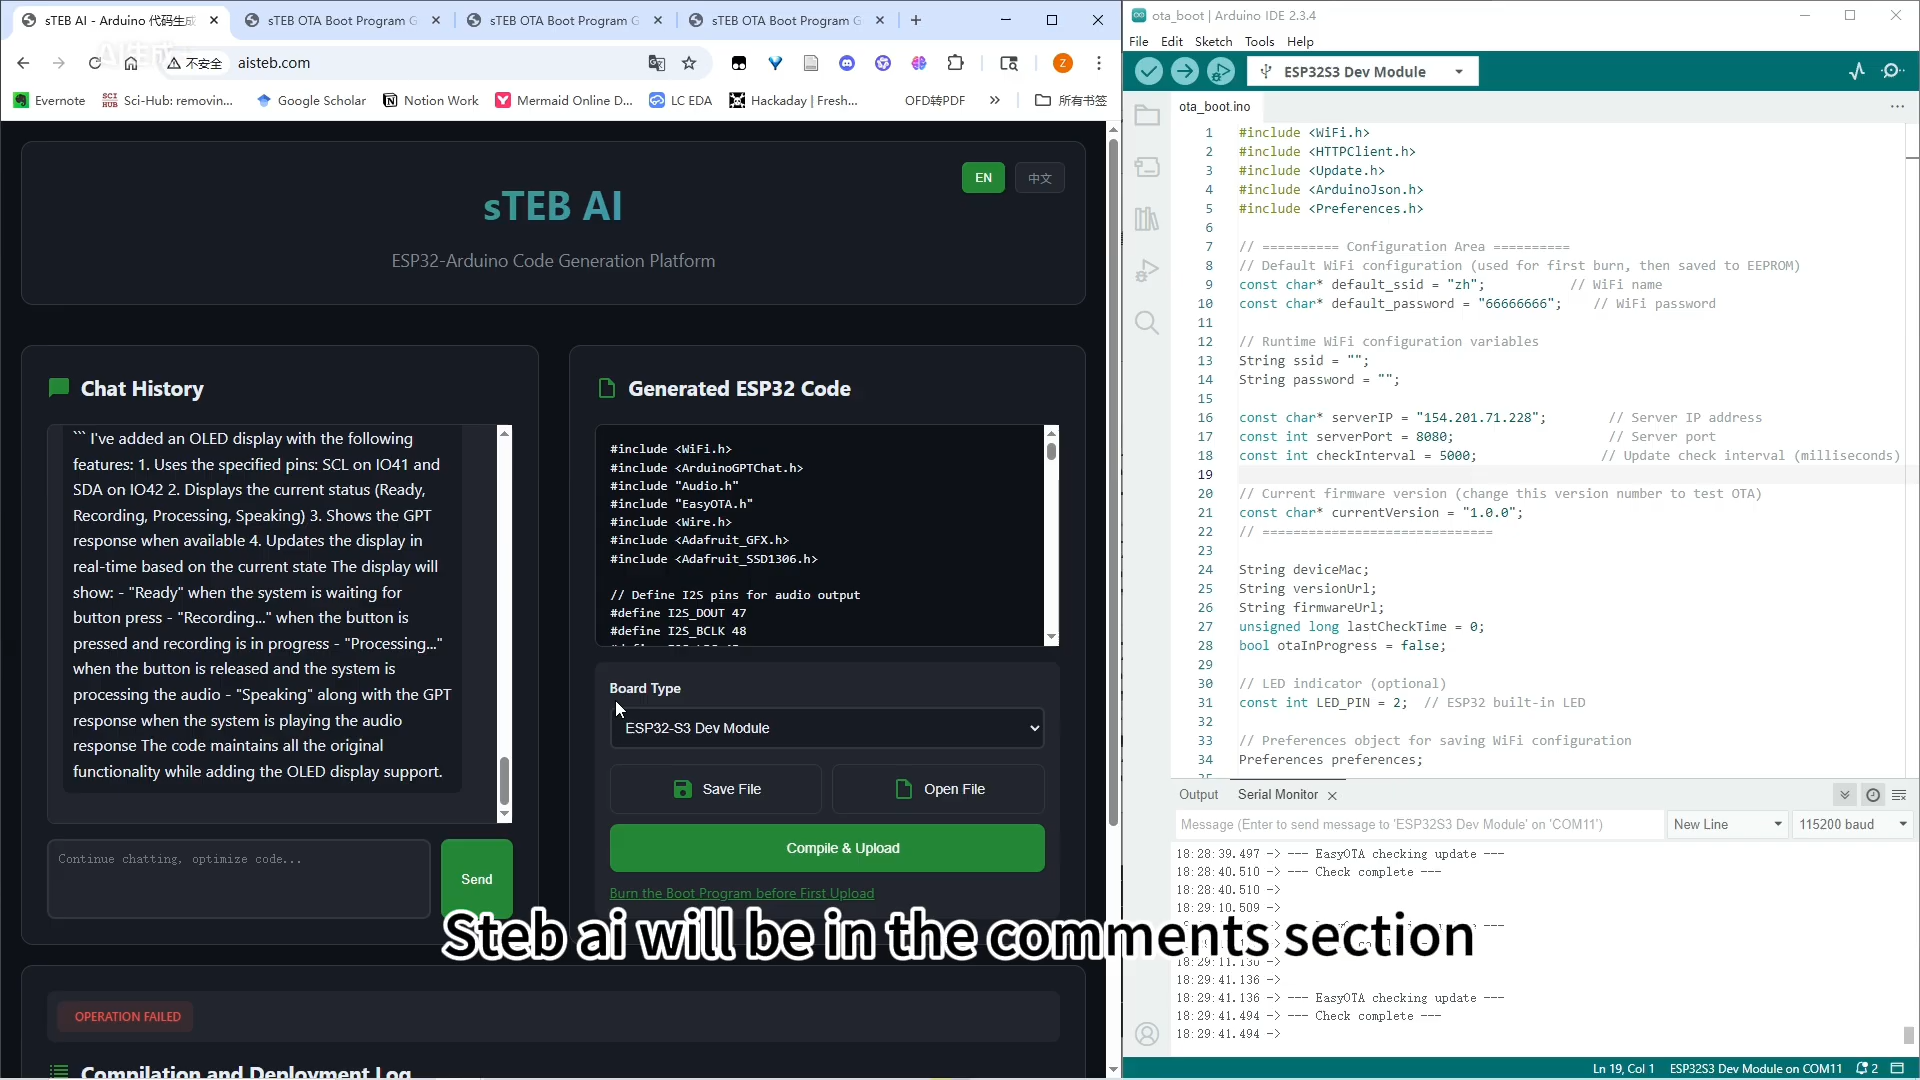 sTEB AI - Arduino 代码生成
sTEB OTA Boot Program G
sTEB OTA Boot Program G
sTEB OTA Boot Program G
不安全
aisteb.com
Z
Evernote
SCI HUB
Sci-Hub: removin...
Google Scholar
Notion Work
Mermaid Online D...
LC EDA
Hackaday | Fresh...
OFD转PDF
所有书签
EN
中文
sTEB AI
ESP32-Arduino Code Generation Platform
Chat History
``` I've added an OLED display with the following
features: 1. Uses the specified pins: SCL on IO41 and
SDA on IO42 2. Displays the current status (Ready,
Recording, Processing, Speaking) 3. Shows the GPT
response when available 4. Updates the display in
real-time based on the current state The display will
show: - "Ready" when the system is waiting for
button press - "Recording..." when the button is
pressed and recording is in progress - "Processing..."
when the button is released and the system is
processing the audio - "Speaking" along with the GPT
response when the system is playing the audio
response The code maintains all the original
functionality while adding the OLED display support.
Continue chatting, optimize code...
Send
Generated ESP32 Code
#include <WiFi.h>
#include <ArduinoGPTChat.h>
#include "Audio.h"
#include "EasyOTA.h"
#include <Wire.h>
#include <Adafruit_GFX.h>
#include <Adafruit_SSD1306.h>
// Define I2S pins for audio output
#define I2S_DOUT 47
#define I2S_BCLK 48
Board Type
ESP32-S3 Dev Module
Save File
Open File
Compile & Upload
Burn the Boot Program before First Upload
Steb ai will be in the comments section
OPERATION FAILED
Compilation and Deployment Log
ota_boot | Arduino IDE 2.3.4
File Edit Sketch Tools Help
ESP32S3 Dev Module
ota_boot.ino
1 #include <WiFi.h>
2 #include <HTTPClient.h>
3 #include <Update.h>
4 #include <ArduinoJson.h>
5 #include <Preferences.h>
6
7 // ========== Configuration Area ==========
8 // Default WiFi configuration (used for first burn, then saved to EEPROM)
9 const char* default_ssid = "zh"; // WiFi name
10 const char* default_password = "66666666"; // WiFi password
11
12 // Runtime WiFi configuration variables
13 String ssid = "";
14 String password = "";
15
16 const char* serverIP = "154.201.71.228"; // Server IP address
17 const int serverPort = 8080; // Server port
18 const int checkInterval = 5000; // Update check interval (milliseconds)
19
20 // Current firmware version (change this version number to test OTA)
21 const char* currentVersion = "1.0.0";
22 // ==============================
23
24 String deviceMac;
25 String versionUrl;
26 String firmwareUrl;
27 unsigned long lastCheckTime = 0;
28 bool otaInProgress = false;
29
30 // LED indicator (optional)
31 const int LED_PIN = 2; // ESP32 built-in LED
32
33 // Preferences object for saving WiFi configuration
34 Preferences preferences;
Output Serial Monitor
Message (Enter to send message to 'ESP32S3 Dev Module' on 'COM11')
New Line
115200 baud
18:28:39.497 -> --- EasyOTA checking update ---
18:28:40.510 -> --- Check complete ---
18:28:40.510 ->
18:29:10.509 ->
18:29:11.130 ->
18:29:41.136 ->
18:29:41.136 -> --- EasyOTA checking update ---
18:29:41.494 -> --- Check complete ---
18:29:41.494 ->
Ln 19, Col 1 ESP32S3 Dev Module on COM11 2